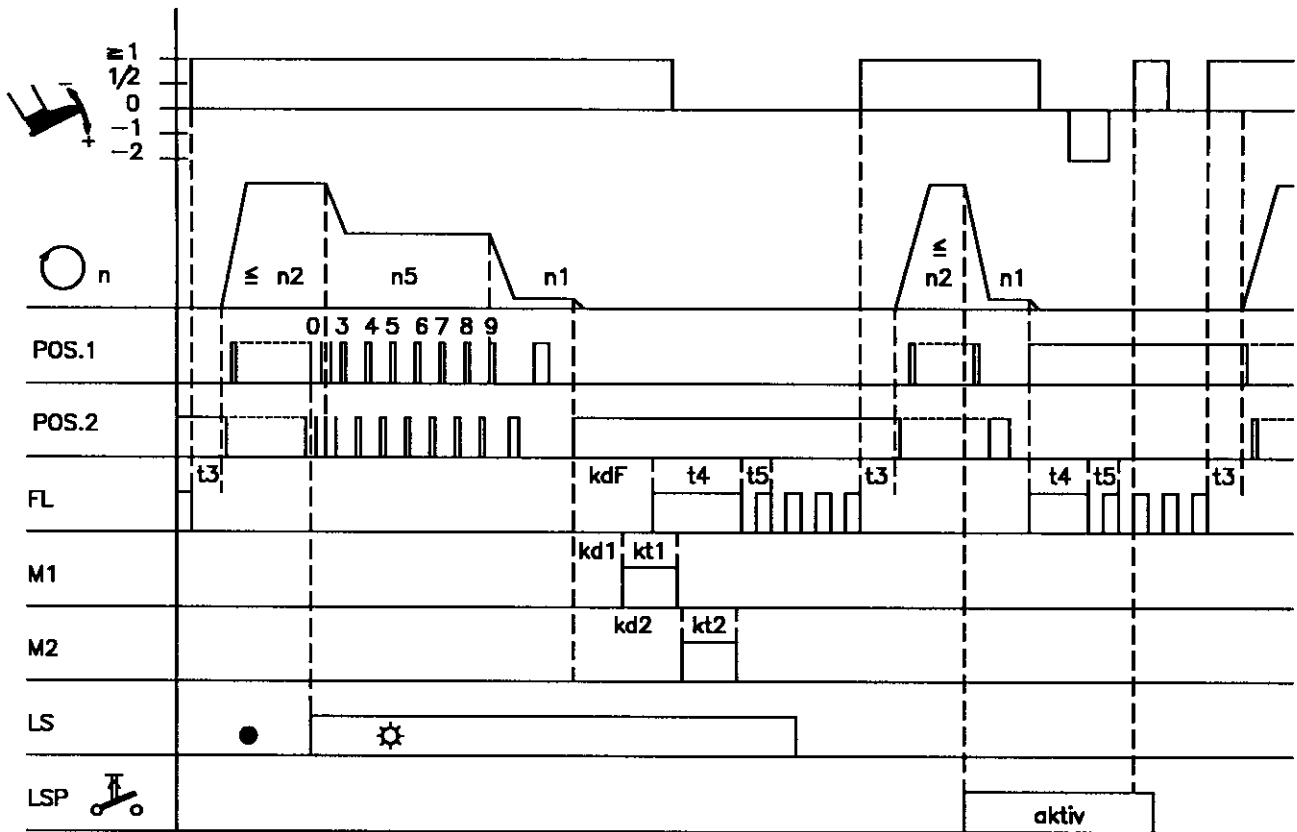 ≧1
1/2
0
-1
-2
- +
n
≤ n2 n5 n1 ≤ n2 n1
0 3 4 5 6 7 8 9
POS.1
POS.2
t3 kdF t4 t5 t3 t4 t5 t3
FL
kd1 kt1
M1
kd2 kt2
M2
LS
LSP
aktiv